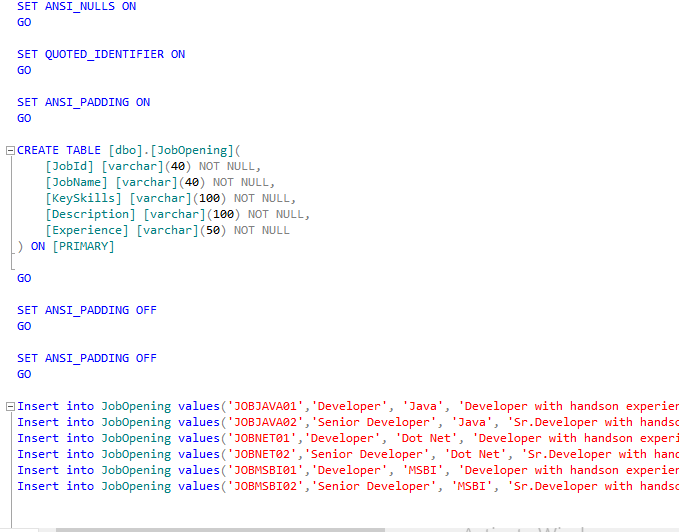 SET ANSI_NULLS ON
GO
SET QUOTED_IDENTIFIER ON
GO
SET ANSI_PADDING ON
GO
CREATE TABLE [dbo].[JobOpening](
[JobId] [varchar](40) NOT NULL,
[JobName] [varchar](40) NOT NULL,
[KeySkills] [varchar](100) NOT NULL,
[Description] [varchar](100) NOT NULL,
[Experience] [varchar](50) NOT NULL
) ON [PRIMARY]
GO
SET ANSI_PADDING OFF
GO
SET ANSI_PADDING OFF
GO
Insert into JobOpening values('JOBJAVA01','Developer', 'Java', 'Developer with handson experien
Insert into JobOpening values('JOBJAVA02','Senior Developer', 'Java', 'Sr.Developer with handso
Insert into JobOpening values('JOBNET01','Developer', 'Dot Net', 'Developer with handson experi
Insert into JobOpening values('JOBNET02','Senior Developer', 'Dot Net', 'Sr.Developer with hands
Insert into JobOpening values('JOBMSBI01','Developer', 'MSBI', 'Developer with handson experien
Insert into JobOpening values('JOBMSBI02','Senior Developer', 'MSBI', 'Sr.Developer with handso